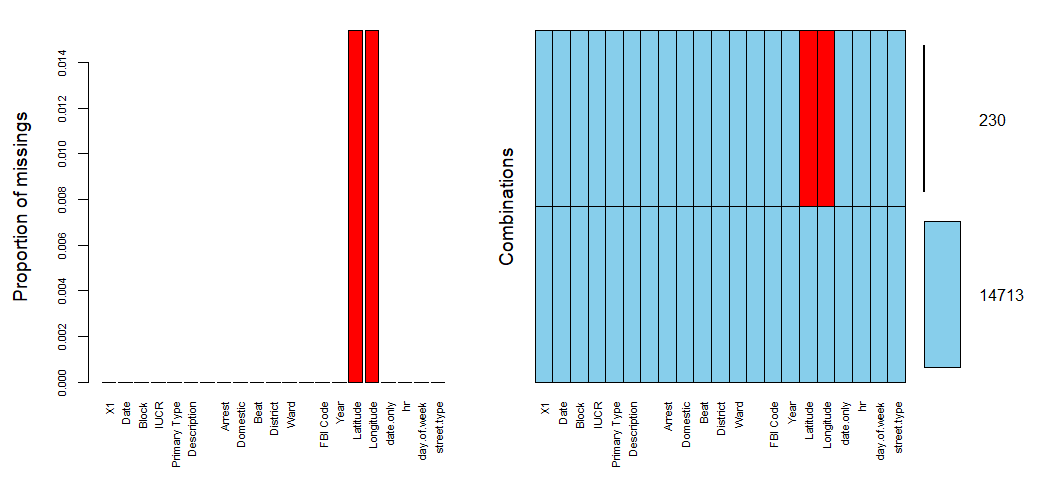 Proportion of missings
0.014
0.012
0.010
0.008
0.006
0.004
0.002
0.000
X1
Date
Block
IUCR
Primary Type
Description
Arrest
Domestic
Beat
District
Ward
FBI Code
Year
Latitude
Longitude
date.only
hr
day.of.week
street.type
Combinations
X1
Date
Block
IUCR
Primary Type
Description
Arrest
Domestic
Beat
District
Ward
FBI Code
Year
Latitude
Longitude
date.only
hr
day.of.week
street.type
230
14713